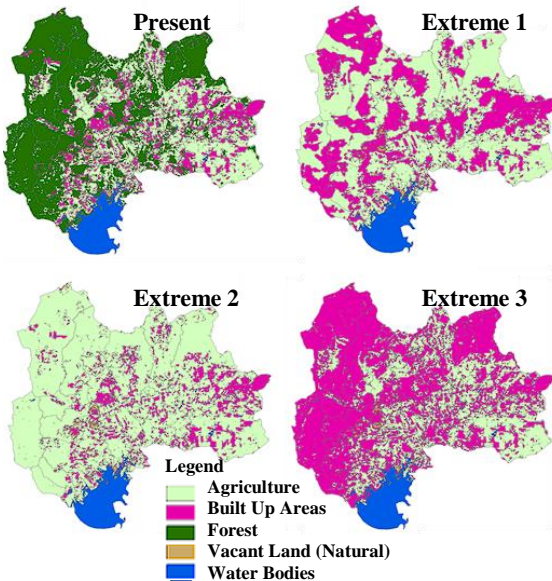 Present
Extreme 1
Extreme 2
Extreme 3
Legend
Agriculture
Built Up Areas
Forest
Vacant Land (Natural)
Water Bodies